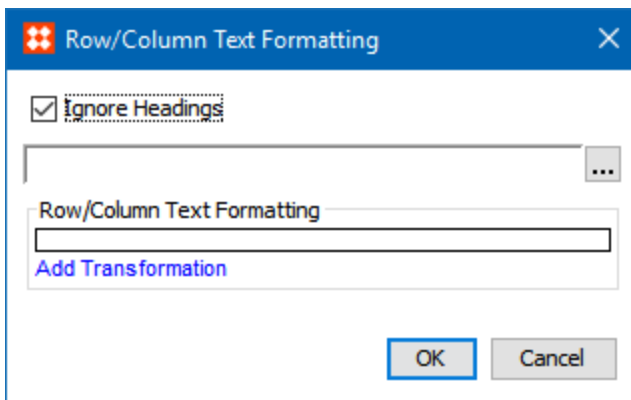 Row/Column Text Formatting
Ignore Headings
...
Row/Column Text Formatting
Add Transformation
OK
Cancel